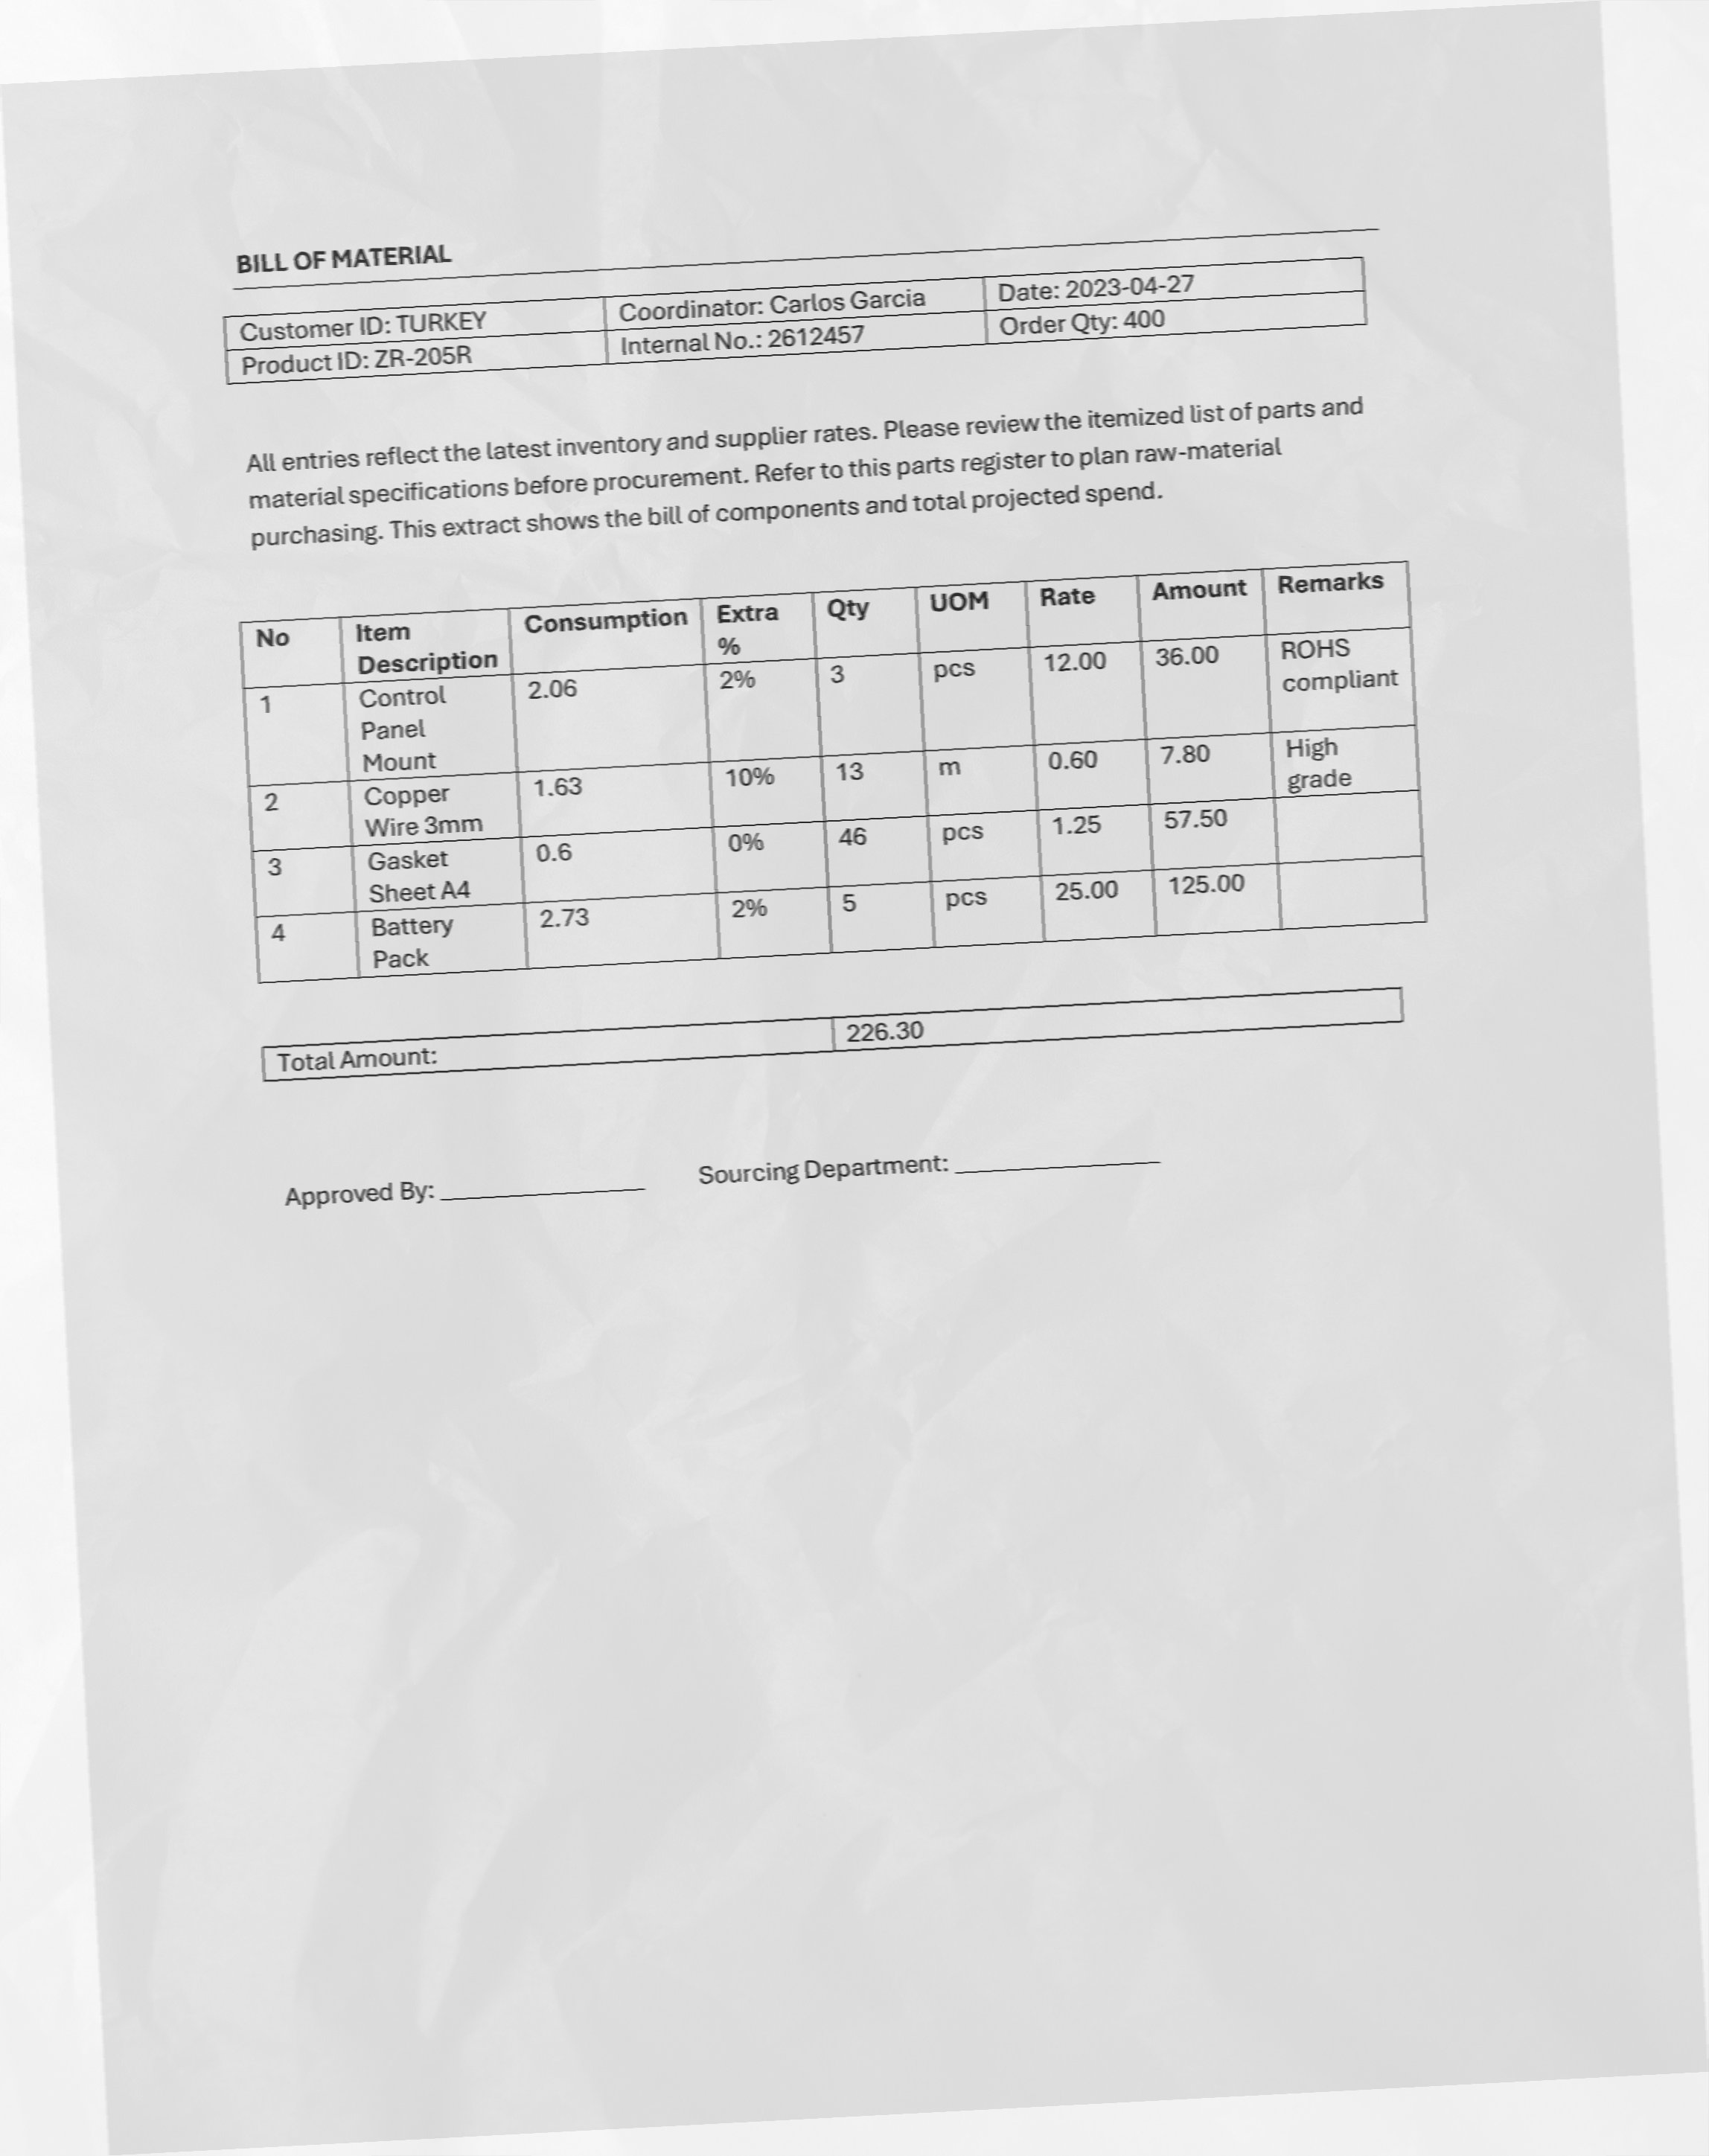 BILL OF MATERIAL
Customer ID: TURKEY Coordinator: Carlos Garcia Date: 2023-04-27
Product ID: ZR-205R Internal No.: 2612457 Order Qty: 400
All entries reflect the latest inventory and supplier rates. Please review the itemized list of parts and
material specifications before procurement. Refer to this parts register to plan raw-material
purchasing. This extract shows the bill of components and total projected spend.
No Item Description Consumption Extra % Qty UOM Rate Amount Remarks
1 Control Panel Mount 2.06 2% 3 pcs 12.00 36.00 ROHS compliant
2 Copper Wire 3mm 1.63 10% 13 m 0.60 7.80 High grade
3 Gasket Sheet A4 0.6 0% 46 pcs 1.25 57.50
4 Battery Pack 2.73 2% 5 pcs 25.00 125.00
Total Amount: 226.30
Approved By: ________________ Sourcing Department: ________________